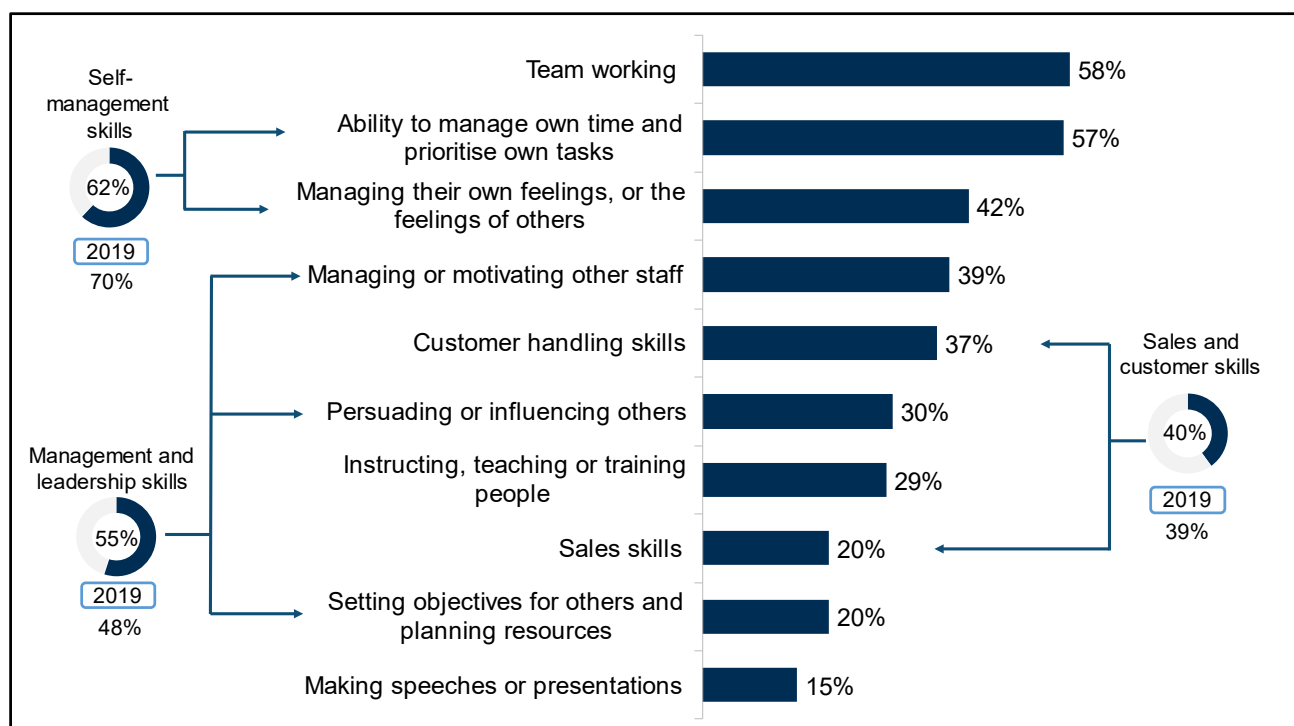 Self-
management
skills
62%
2019
70%
Management and
leadership skills
55%
2019
48%
Team working
58%
Ability to manage own time and
prioritise own tasks
57%
Managing their own feelings, or the
feelings of others
42%
Managing or motivating other staff
39%
Customer handling skills
37%
Persuading or influencing others
30%
Instructing, teaching or training
people
29%
Sales skills
20%
Setting objectives for others and
planning resources
20%
Making speeches or presentations
15%
Sales and
customer skills
40%
2019
39%